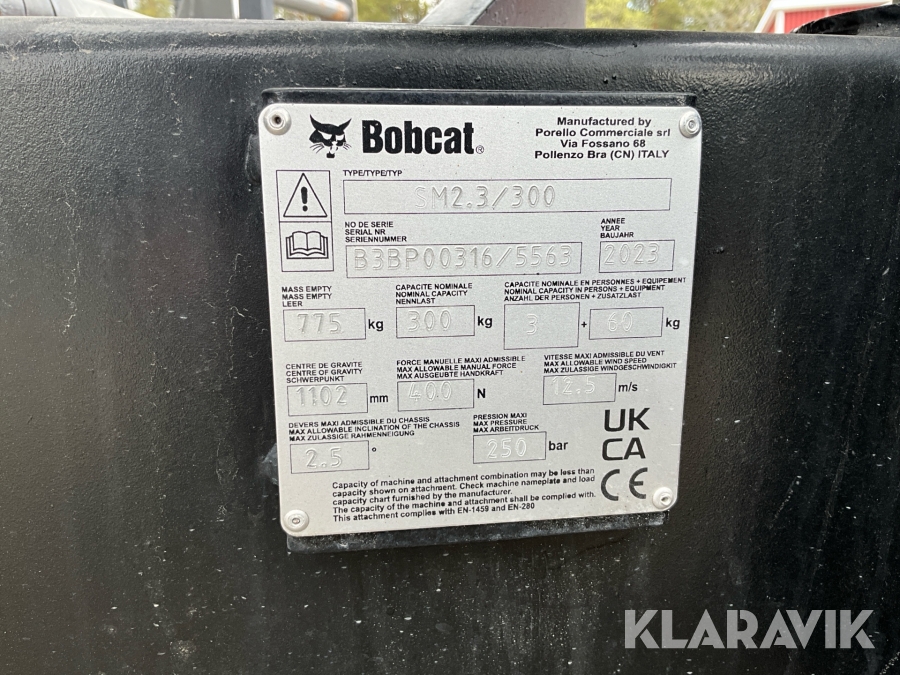 Bobcat®
Manufactured by
Porello Commerciale srl
Via Fossano 68
Pollenzo Bra (CN) ITALY
TYPE/TYPE/TYP
SM2.3/300
NO DE SERIE
SERIAL NR
SERIENNUMMER
B3BP00316/5563
ANNEE
YEAR
BAUJAHR
2023
MASS EMPTY
MASS EMPTY
LEER
775 kg
CAPACITE NOMINALE
NOMINAL CAPACITY
NENNLAST
300 kg
CAPACITE NOMINALE EN PERSONNES + EQUIPEMENT
NOMINAL CAPACITY IN PERSONS + EQUIPMENT
ANZAHL DER PERSONEN + ZUSATZLAST
3 + 60 kg
CENTRE DE GRAVITE
CENTRE OF GRAVITY
SCHWERPUNKT
1102 mm
FORCE MANUELLE MAXI ADMISSIBLE
MAX ALLOWABLE MANUAL FORCE
MAX AUSGEUBTE HANDKRAFT
400 N
VITESSE MAXI ADMISSIBLE DU VENT
MAX ALLOWABLE WIND SPEED
MAX ZULASSIGE WINDGESCHWINDIGKEIT
12.5 m/s
DEVERS MAXI ADMISSIBLE DU CHASSIS
MAX ALLOWABLE INCLINATION OF THE CHASSIS
MAX ZULASSIGE RAHMENNEIGUNG
2.5 °
PRESSION MAXI
MAX PRESSURE
MAX ARBEITDRUCK
250 bar
UK
CA
CE
Capacity of machine and attachment combination may be less than
capacity shown on attachment. Check machine nameplate and load
capacity chart furnished by the manufacturer.
The capacity of the machine and attachment shall be complied with.
This attachment complies with EN-1459 and EN-280
KLARAVIK